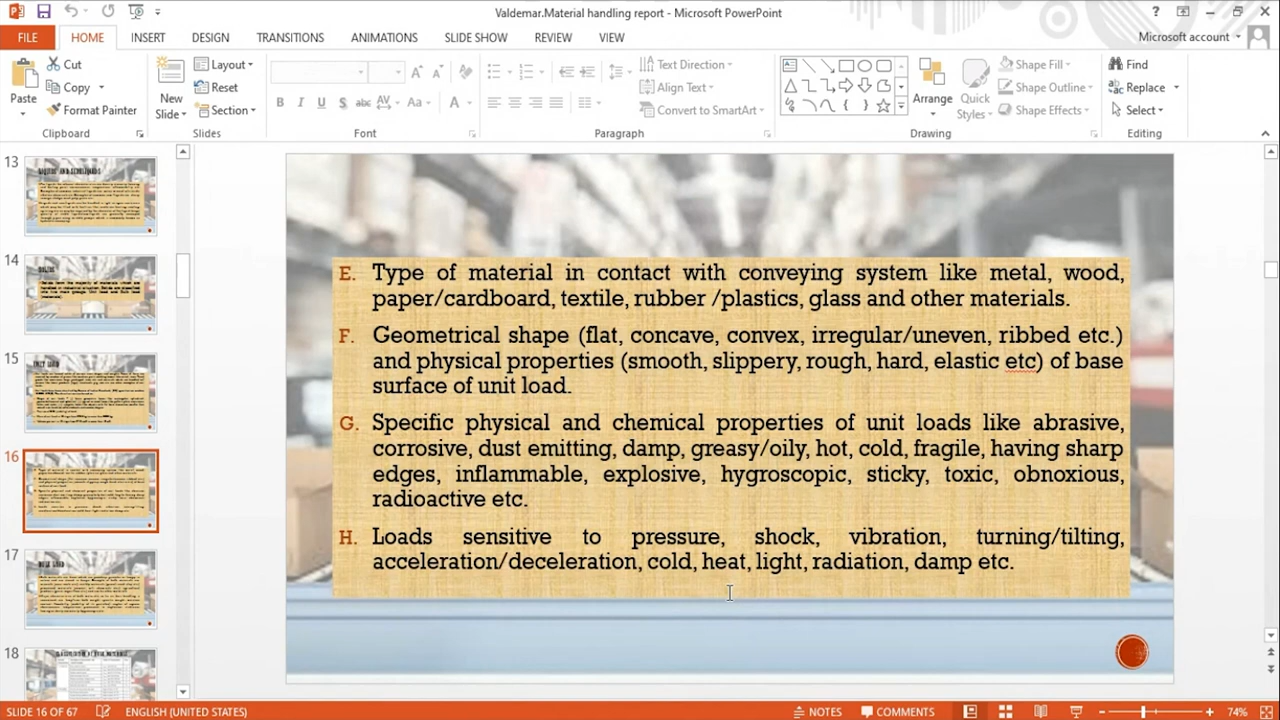 Valdemar.Material handling report - Microsoft PowerPoint
FILE HOME INSERT DESIGN TRANSITIONS ANIMATIONS SLIDE SHOW REVIEW VIEW Microsoft account
Paste
Cut
Copy
Format Painter
Clipboard
New
Slide
Layout
Reset
Section
Slides
Font
Text Direction
Align Text
Convert to SmartArt
Paragraph
Arrange
Quick
Styles
Shape Fill
Shape Outline
Shape Effects
Drawing
Find
Replace
Select
Editing
13
14
15
16
17
18
E. Type of material in contact with conveying system like metal, wood,
paper/cardboard, textile, rubber /plastics, glass and other materials.
F. Geometrical shape (flat, concave, convex, irregular/uneven, ribbed etc.)
and physical properties (smooth, slippery, rough, hard, elastic etc) of base
surface of unit load.
G. Specific physical and chemical properties of unit loads like abrasive,
corrosive, dust emitting, damp, greasy/oily, hot, cold, fragile, having sharp
edges, inflammable, explosive, hygroscopic, sticky, toxic, obnoxious,
radioactive etc.
H. Loads sensitive to pressure, shock, vibration, turning/tilting,
acceleration/deceleration, cold, heat, light, radiation, damp etc.
SLIDE 16 OF 67 ENGLISH (UNITED STATES) NOTES COMMENTS 74%